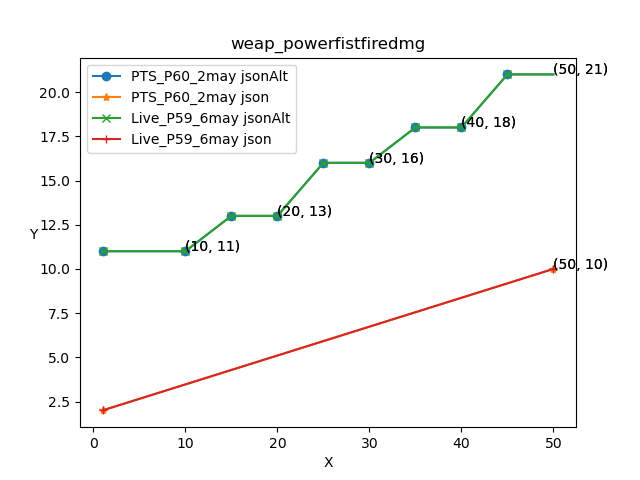 weap_powerfistfiredmg
PTS_P60_2may jsonAlt
PTS_P60_2may json
Live_P59_6may jsonAlt
Live_P59_6may json
(50, 21)
(40, 18)
(30, 16)
(20, 13)
(10, 11)
(50, 10)
20.0
17.5
15.0
12.5
10.0
7.5
5.0
2.5
Y
0 10 20 30 40 50
X